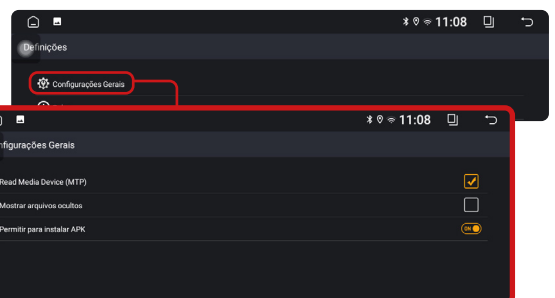 11:08
Definições
Configurações Gerais
11:08
nfigurações Gerais
Read Media Device (MTP)
Mostrar arquivos ocultos
Permitir para instalar APK
ON